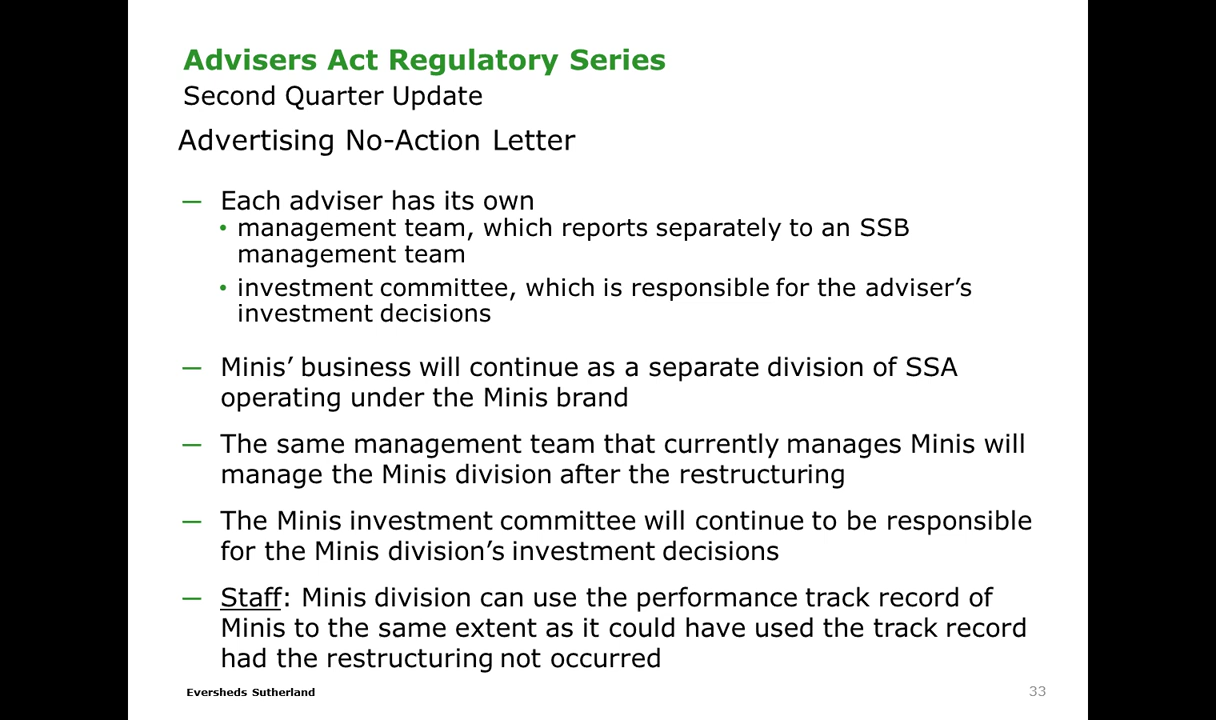 Advisers Act Regulatory Series
Second Quarter Update
Advertising No-Action Letter
— Each adviser has its own
• management team, which reports separately to an SSB
management team
• investment committee, which is responsible for the adviser’s
investment decisions
— Minis’ business will continue as a separate division of SSA
operating under the Minis brand
— The same management team that currently manages Minis will
manage the Minis division after the restructuring
— The Minis investment committee will continue to be responsible
for the Minis division’s investment decisions
— Staff: Minis division can use the performance track record of
Minis to the same extent as it could have used the track record
had the restructuring not occurred
Eversheds Sutherland
33